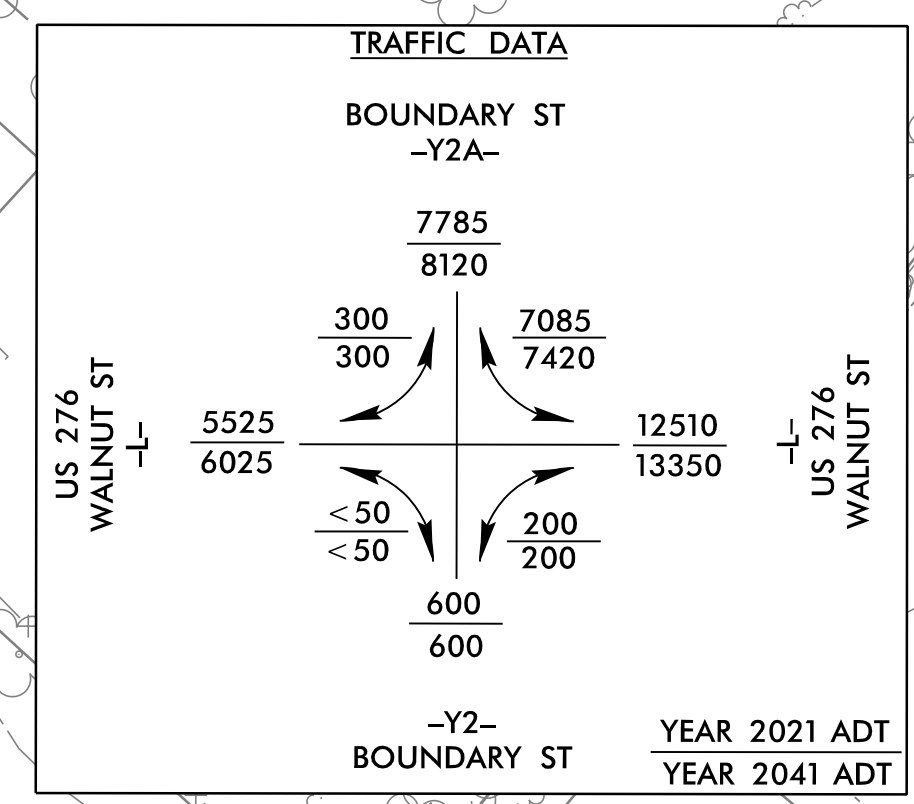 TRAFFIC DATA
BOUNDARY ST
–Y2A–
7785
8120
300
300
7085
7420
US 276
WALNUT ST
–L–
5525
6025
12510
13350
–L–
US 276
WALNUT ST
<50
<50
200
200
600
600
–Y2–
BOUNDARY ST
YEAR 2021 ADT
YEAR 2041 ADT